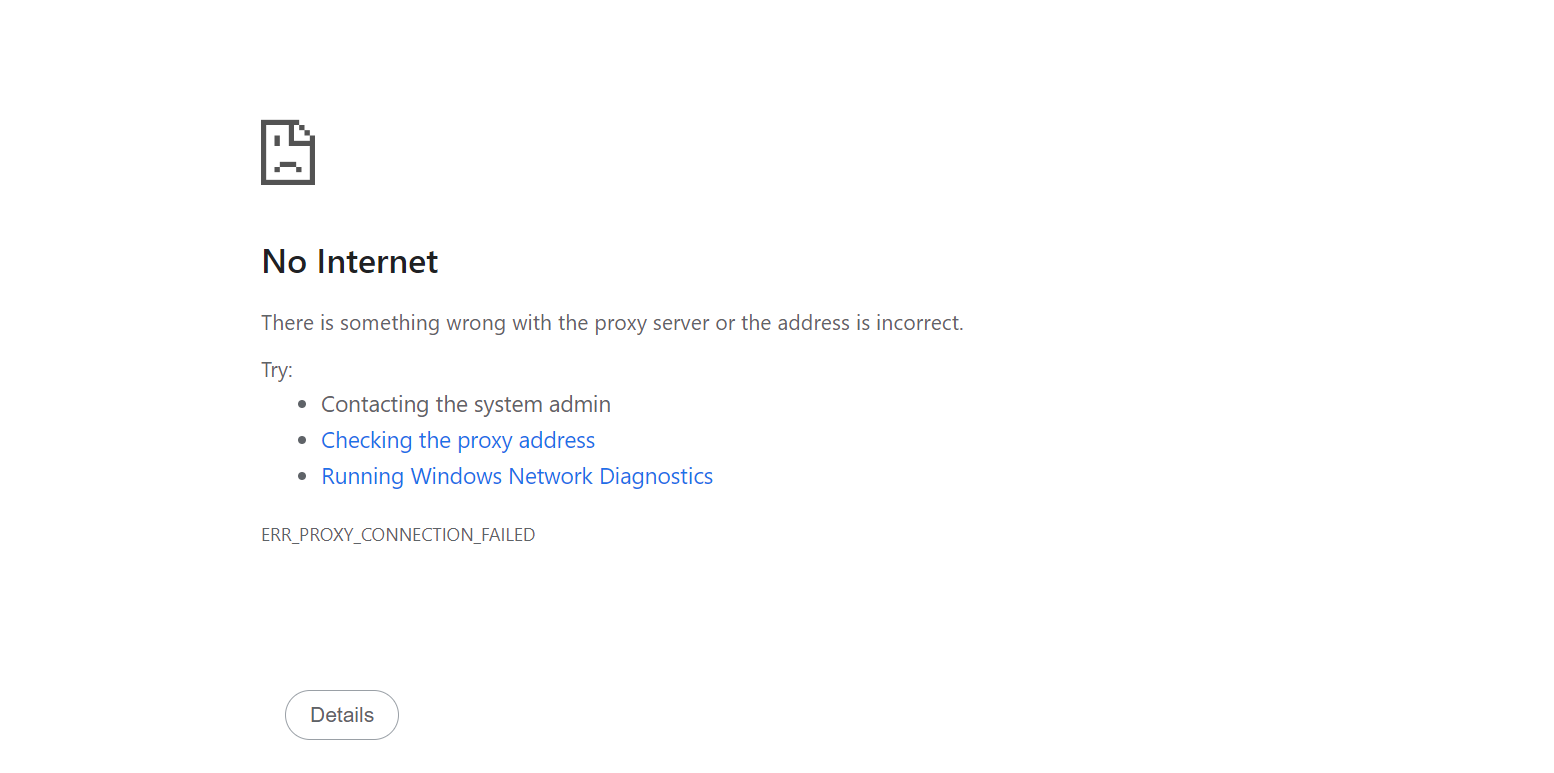 No Internet
There is something wrong with the proxy server or the address is incorrect.
Try:
Contacting the system admin
Checking the proxy address
Running Windows Network Diagnostics
ERR_PROXY_CONNECTION_FAILED
Details